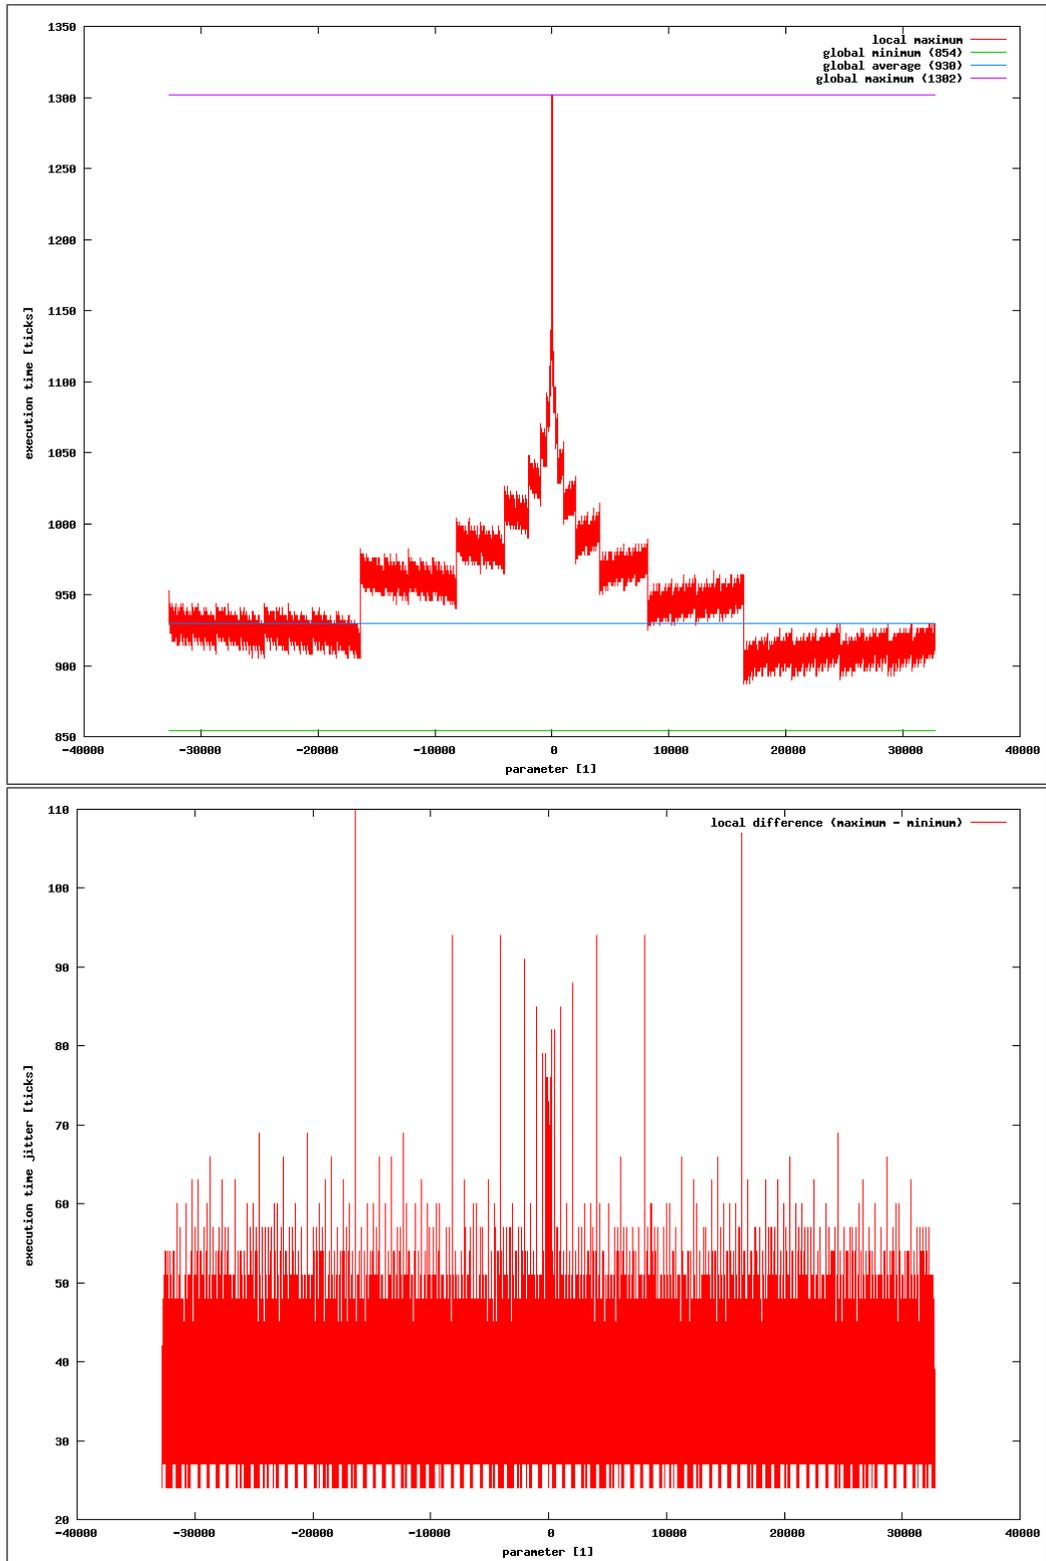 1350
1300
1250
1200
1150
1100
1050
1000
950
900
850
execution time [ticks]
local maximum
global minimum (854)
global average (930)
global maximum (1302)
-40000 -30000 -20000 -10000 0 10000 20000 30000 40000
parameter [1]
110
100
90
80
70
60
50
40
30
20
execution time jitter [ticks]
local difference (maximum - minimum)
-40000 -30000 -20000 -10000 0 10000 20000 30000 40000
parameter [1]